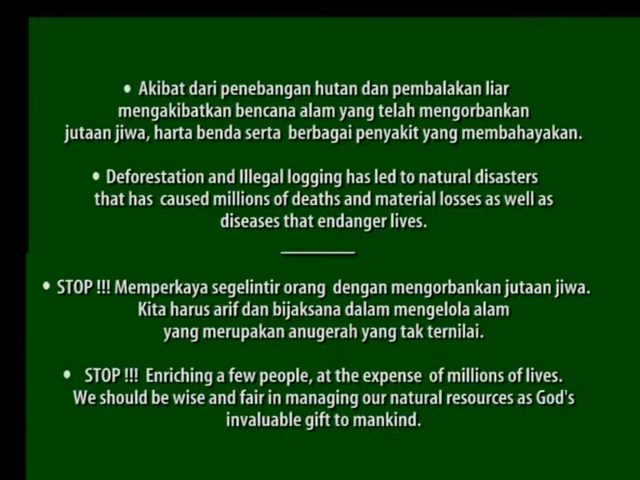 • Akibat dari penebangan hutan dan pembalakan liar
mengakibatkan bencana alam yang telah mengorbankan
jutaan jiwa, harta benda serta berbagai penyakit yang membahayakan.
• Deforestation and Illegal logging has led to natural disasters
that has caused millions of deaths and material losses as well as
diseases that endanger lives.
• STOP !!! Memperkaya segelintir orang dengan mengorbankan jutaan jiwa.
Kita harus arif dan bijaksana dalam mengelola alam
yang merupakan anugerah yang tak ternilai.
• STOP !!! Enriching a few people, at the expense of millions of lives.
We should be wise and fair in managing our natural resources as God's
invaluable gift to mankind.